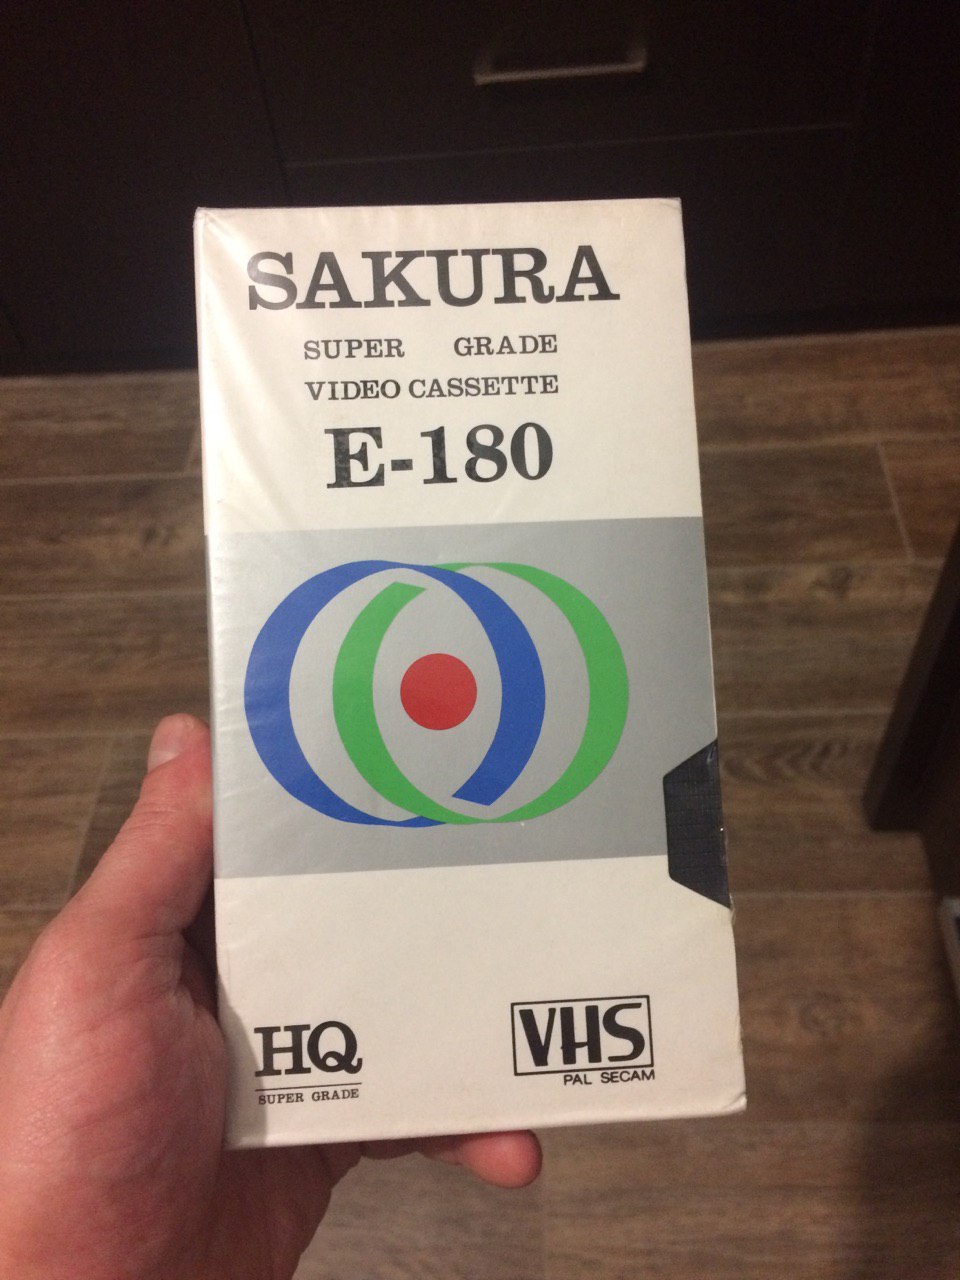 SAKURA
SUPER GRADE
VIDEO CASSETTE
E-180
HQ
SUPER GRADE
VHS
PAL SECAM